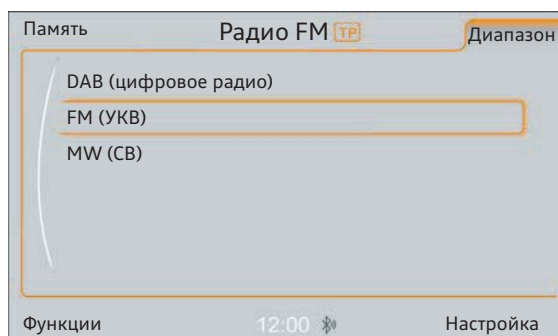 Память Радио FM TP Диапазон
DAB (цифровое радио)
FM (УКВ)
MW (СВ)
Функции 12:00 Настройка